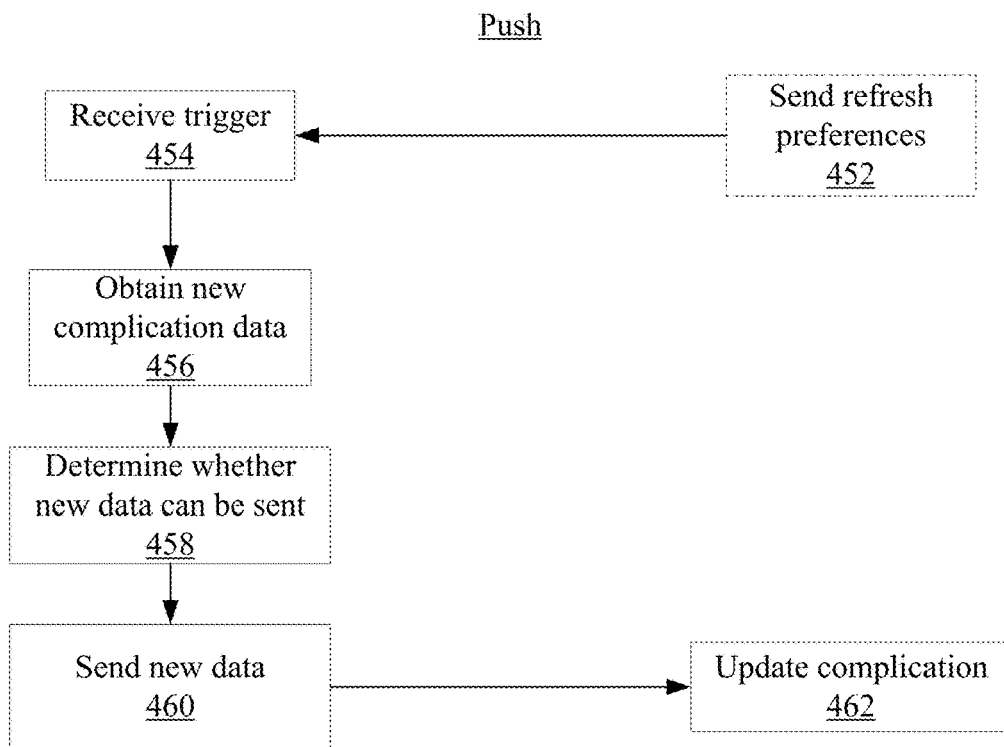 Push
Receive trigger
454
Send refresh
preferences
452
Obtain new
complication data
456
Determine whether
new data can be sent
458
Send new data
460
Update complication
462